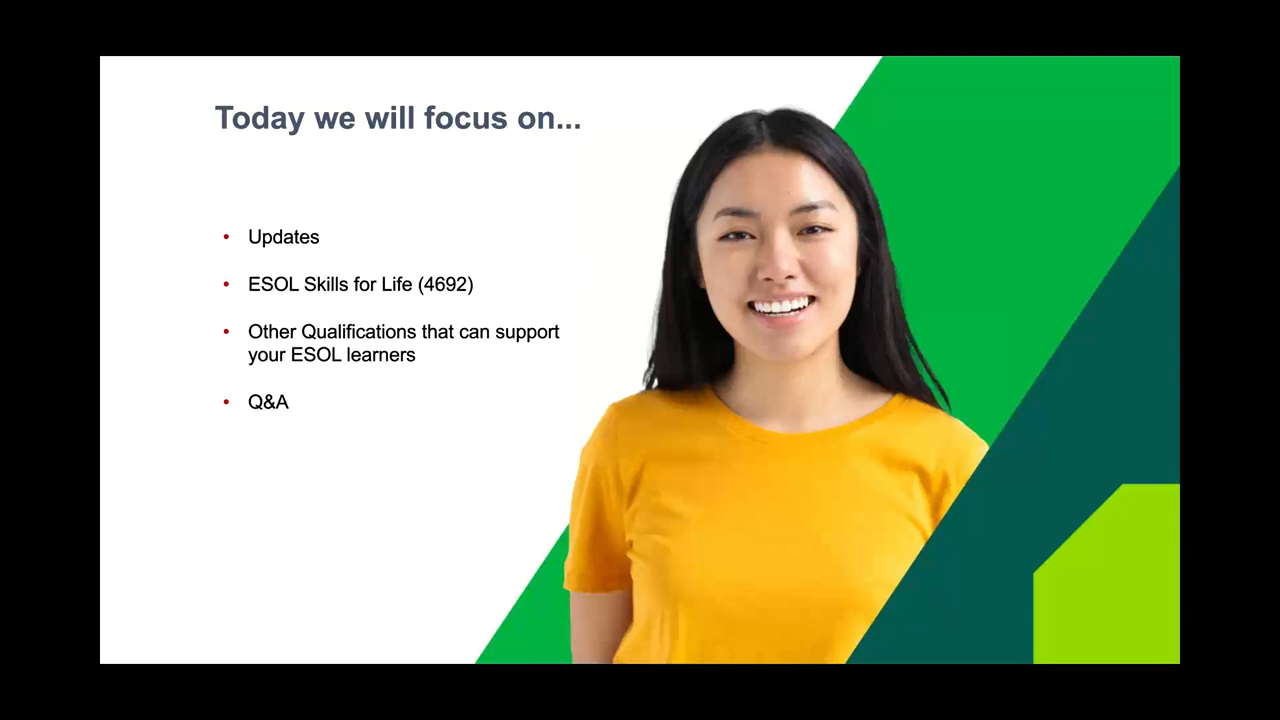 Today we will focus on...
• Updates
• ESOL Skills for Life (4692)
• Other Qualifications that can support
your ESOL learners
• Q&A